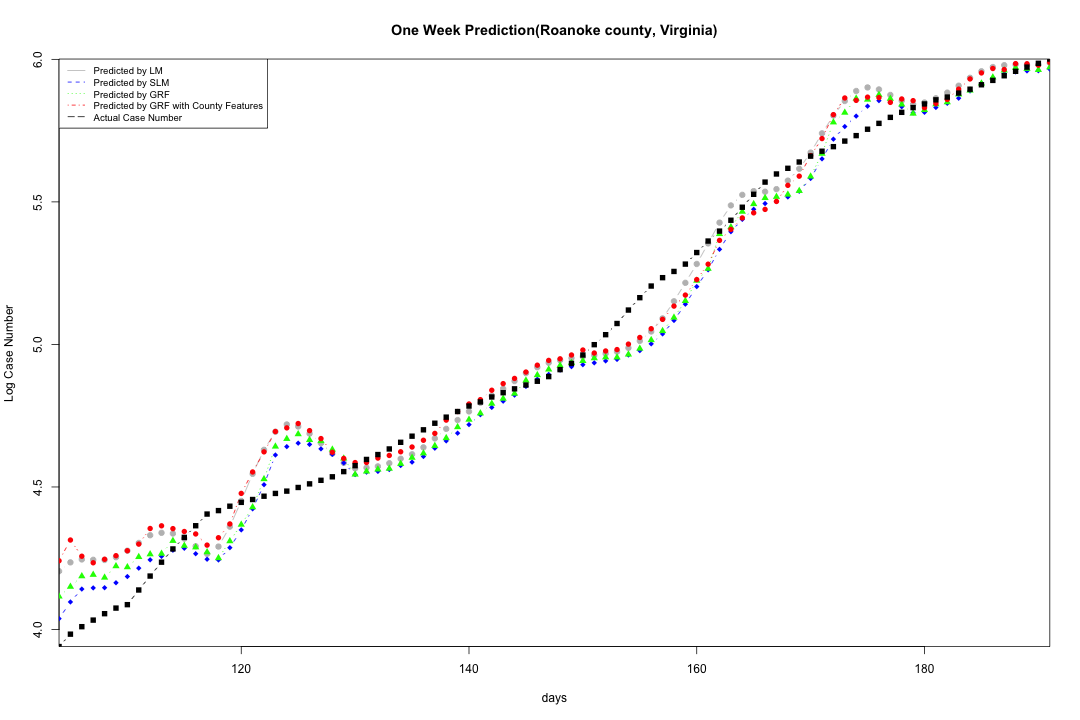 One Week Prediction(Roanoke county, Virginia)
Predicted by LM
Predicted by SLM
Predicted by GRF
Predicted by GRF with County Features
Actual Case Number
6.0
5.5
5.0
4.5
4.0
Log Case Number
120
140
160
180
days